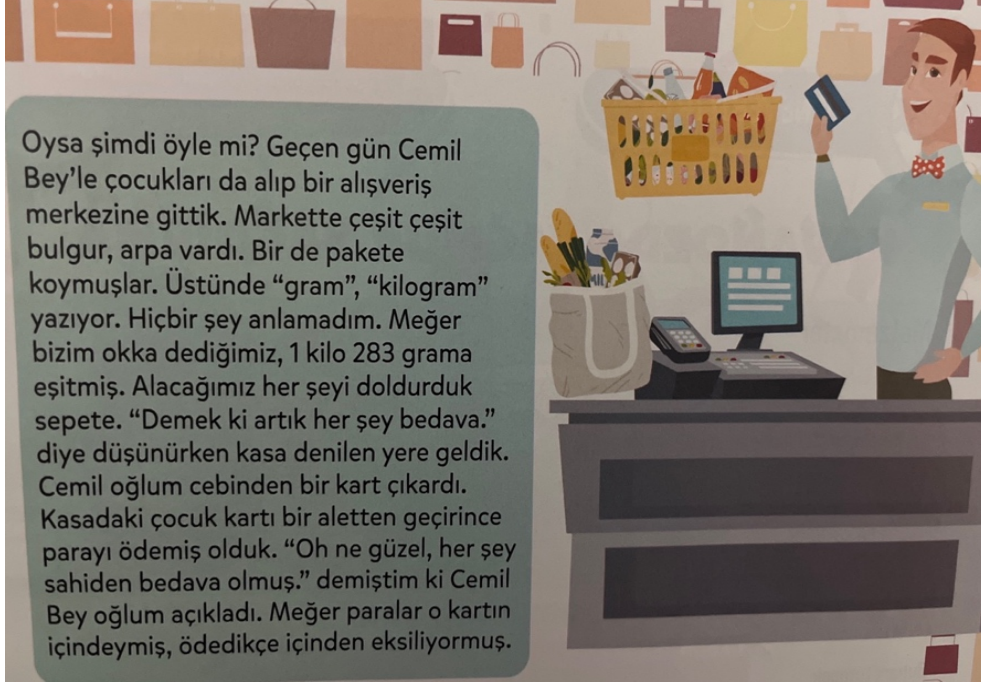 Oysa şimdi öyle mi? Geçen gün Cemil
Bey'le çocukları da alıp bir alışveriş
merkezine gittik. Markette çeşit çeşit
bulgur, arpa vardı. Bir de pakete
koymuşlar. Üstünde “gram”, “kilogram”
yazıyor. Hiçbir şey anlamadım. Meğer
bizim okka dediğimiz, 1 kilo 283 grama
eşitmiş. Alacağımız her şeyi doldurduk
sepete. “Demek ki artık her şey bedava.”
diye düşünürken kasa denilen yere geldik.
Cemil oğlum cebinden bir kart çıkardı.
Kasadaki çocuk kartı bir aletten geçirince
parayı ödemiş olduk. “Oh ne güzel, her şey
sahiden bedava olmuş.” demiştim ki Cemil
Bey oğlum açıkladı. Meğer paralar o kartın
içindeymiş, ödedikçe içinden eksiliyormuş.